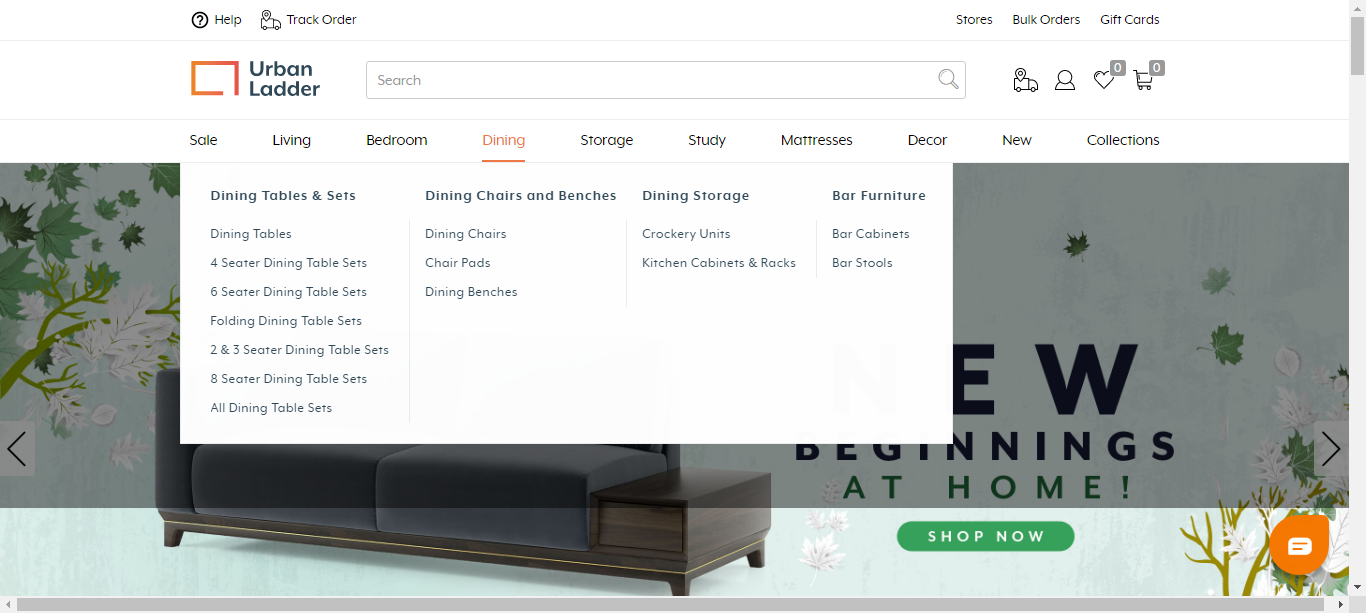 Help
Track Order
Stores
Bulk Orders
Gift Cards
Urban
Ladder
Search
0
0
Sale
Living
Bedroom
Dining
Storage
Study
Mattresses
Decor
New
Collections
Dining Tables & Sets
Dining Tables
4 Seater Dining Table Sets
6 Seater Dining Table Sets
Folding Dining Table Sets
2 & 3 Seater Dining Table Sets
8 Seater Dining Table Sets
All Dining Table Sets
Dining Chairs and Benches
Dining Chairs
Chair Pads
Dining Benches
Dining Storage
Crockery Units
Kitchen Cabinets & Racks
Bar Furniture
Bar Cabinets
Bar Stools
NEW
BEGINNINGS
AT HOME!
SHOP NOW